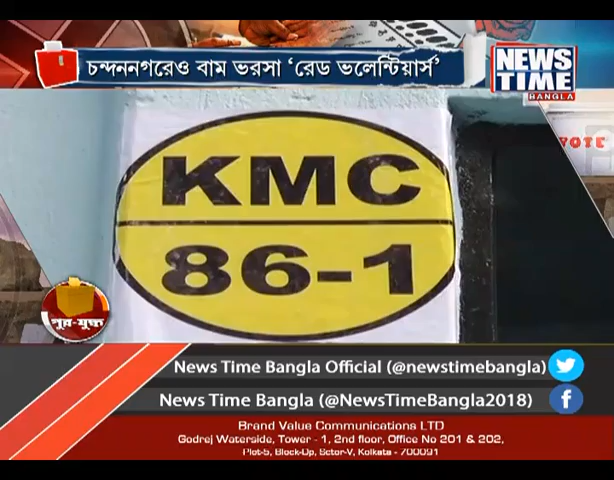 চন্দননগরেও বাম ভরসা ‘রেড ভলেন্টিয়ার্স’
NEWS
TIME
BANGLA
VOTE
KMC
86-1
পুর-যুদ্ধ
News Time Bangla Official (@newstimebangla)
News Time Bangla (@NewsTimeBangla2018)
Brand Value Communications LTD
Godrej Waterside, Tower - 1, 2nd floor, Office No 201 & 202,
Plot-5, Block-Dp, Sctor-V, Kolkata - 700091